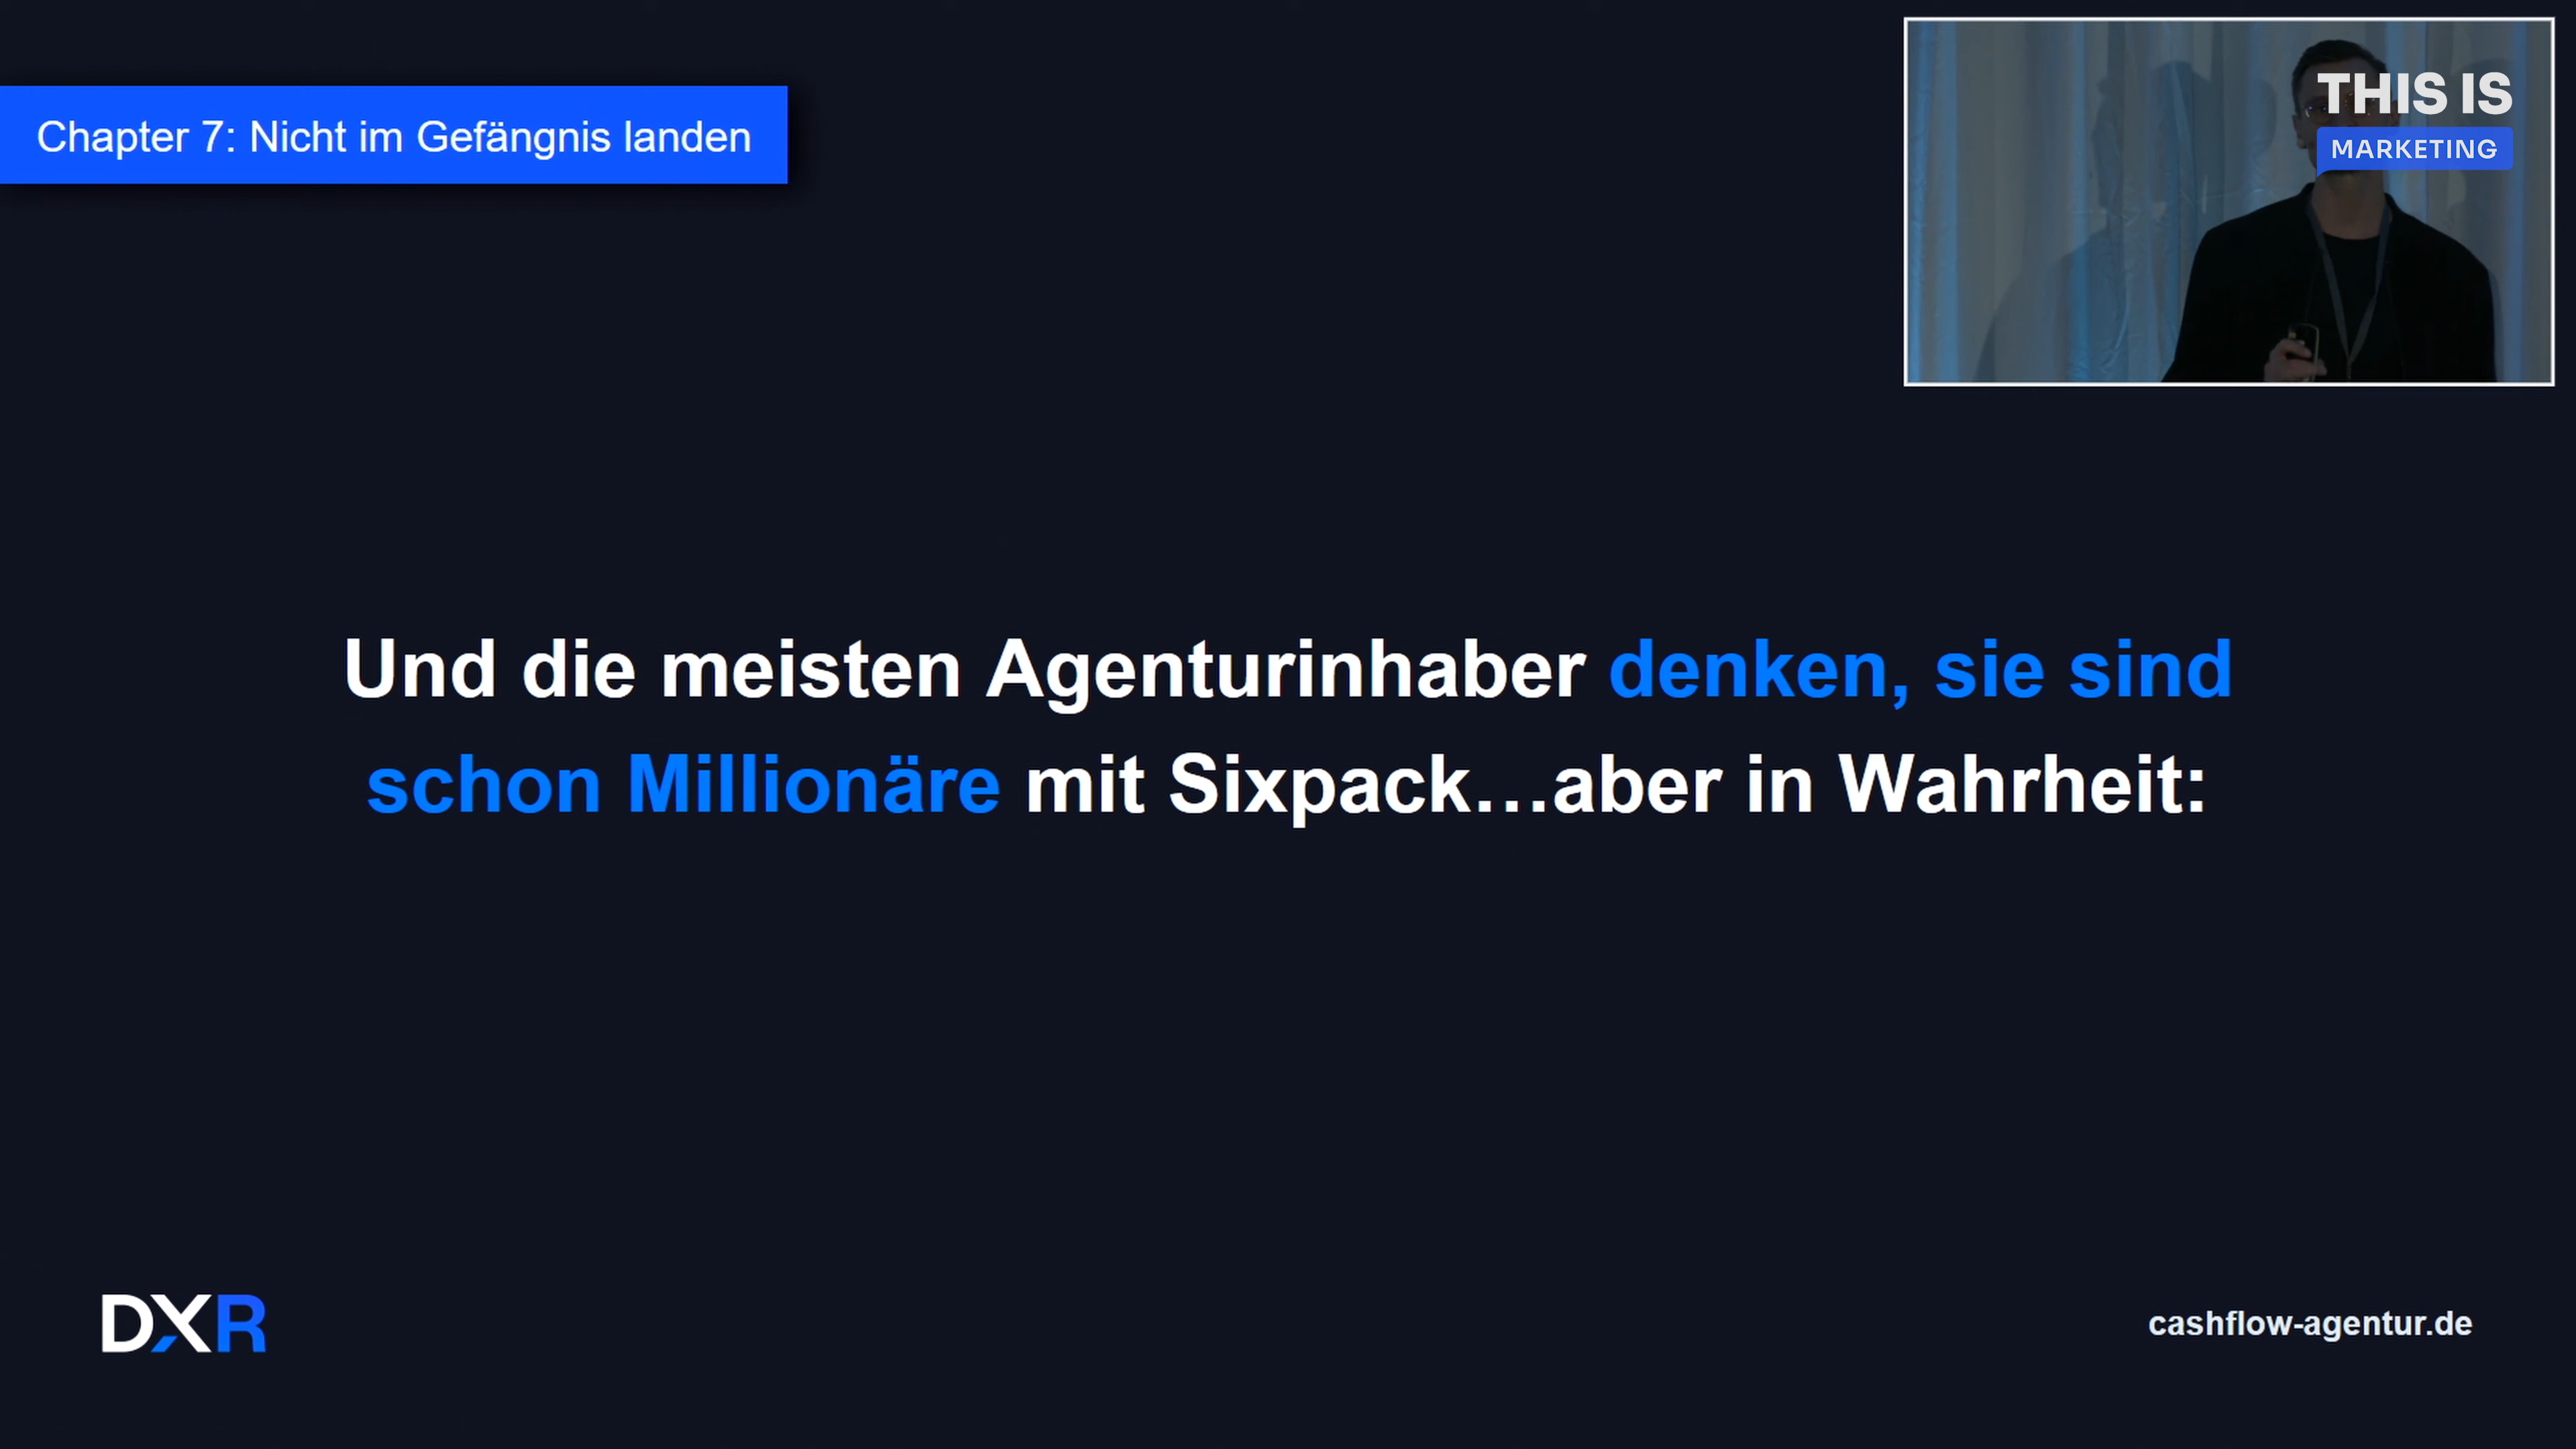 Chapter 7: Nicht im Gefängnis landen
THIS IS
MARKETING
Und die meisten Agenturinhaber denken, sie sind
schon Millionäre mit Sixpack…aber in Wahrheit:
DXR
cashflow-agentur.de